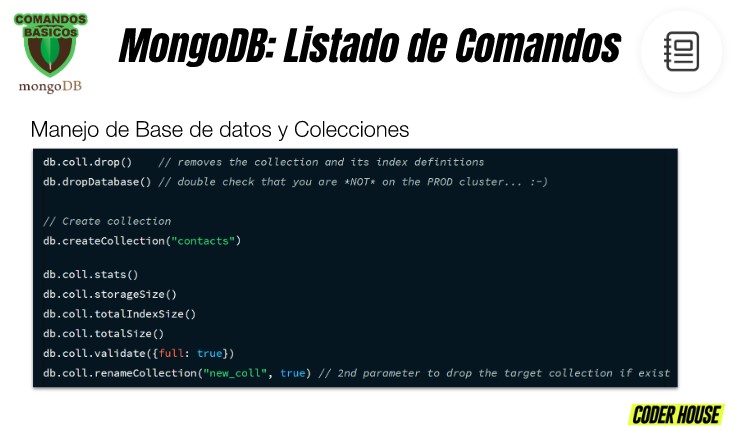 COMANDOS
BASICOS
mongoDB
MongoDB: Listado de Comandos
Manejo de Base de datos y Colecciones
db.coll.drop()    // removes the collection and its index definitions
db.dropDatabase() // double check that you are *NOT* on the PROD cluster... :-)
// Create collection
db.createCollection("contacts")
db.coll.stats()
db.coll.storageSize()
db.coll.totalIndexSize()
db.coll.totalSize()
db.coll.validate({full: true})
db.coll.renameCollection("new_coll", true) // 2nd parameter to drop the target collection if exist
CODER HOUSE